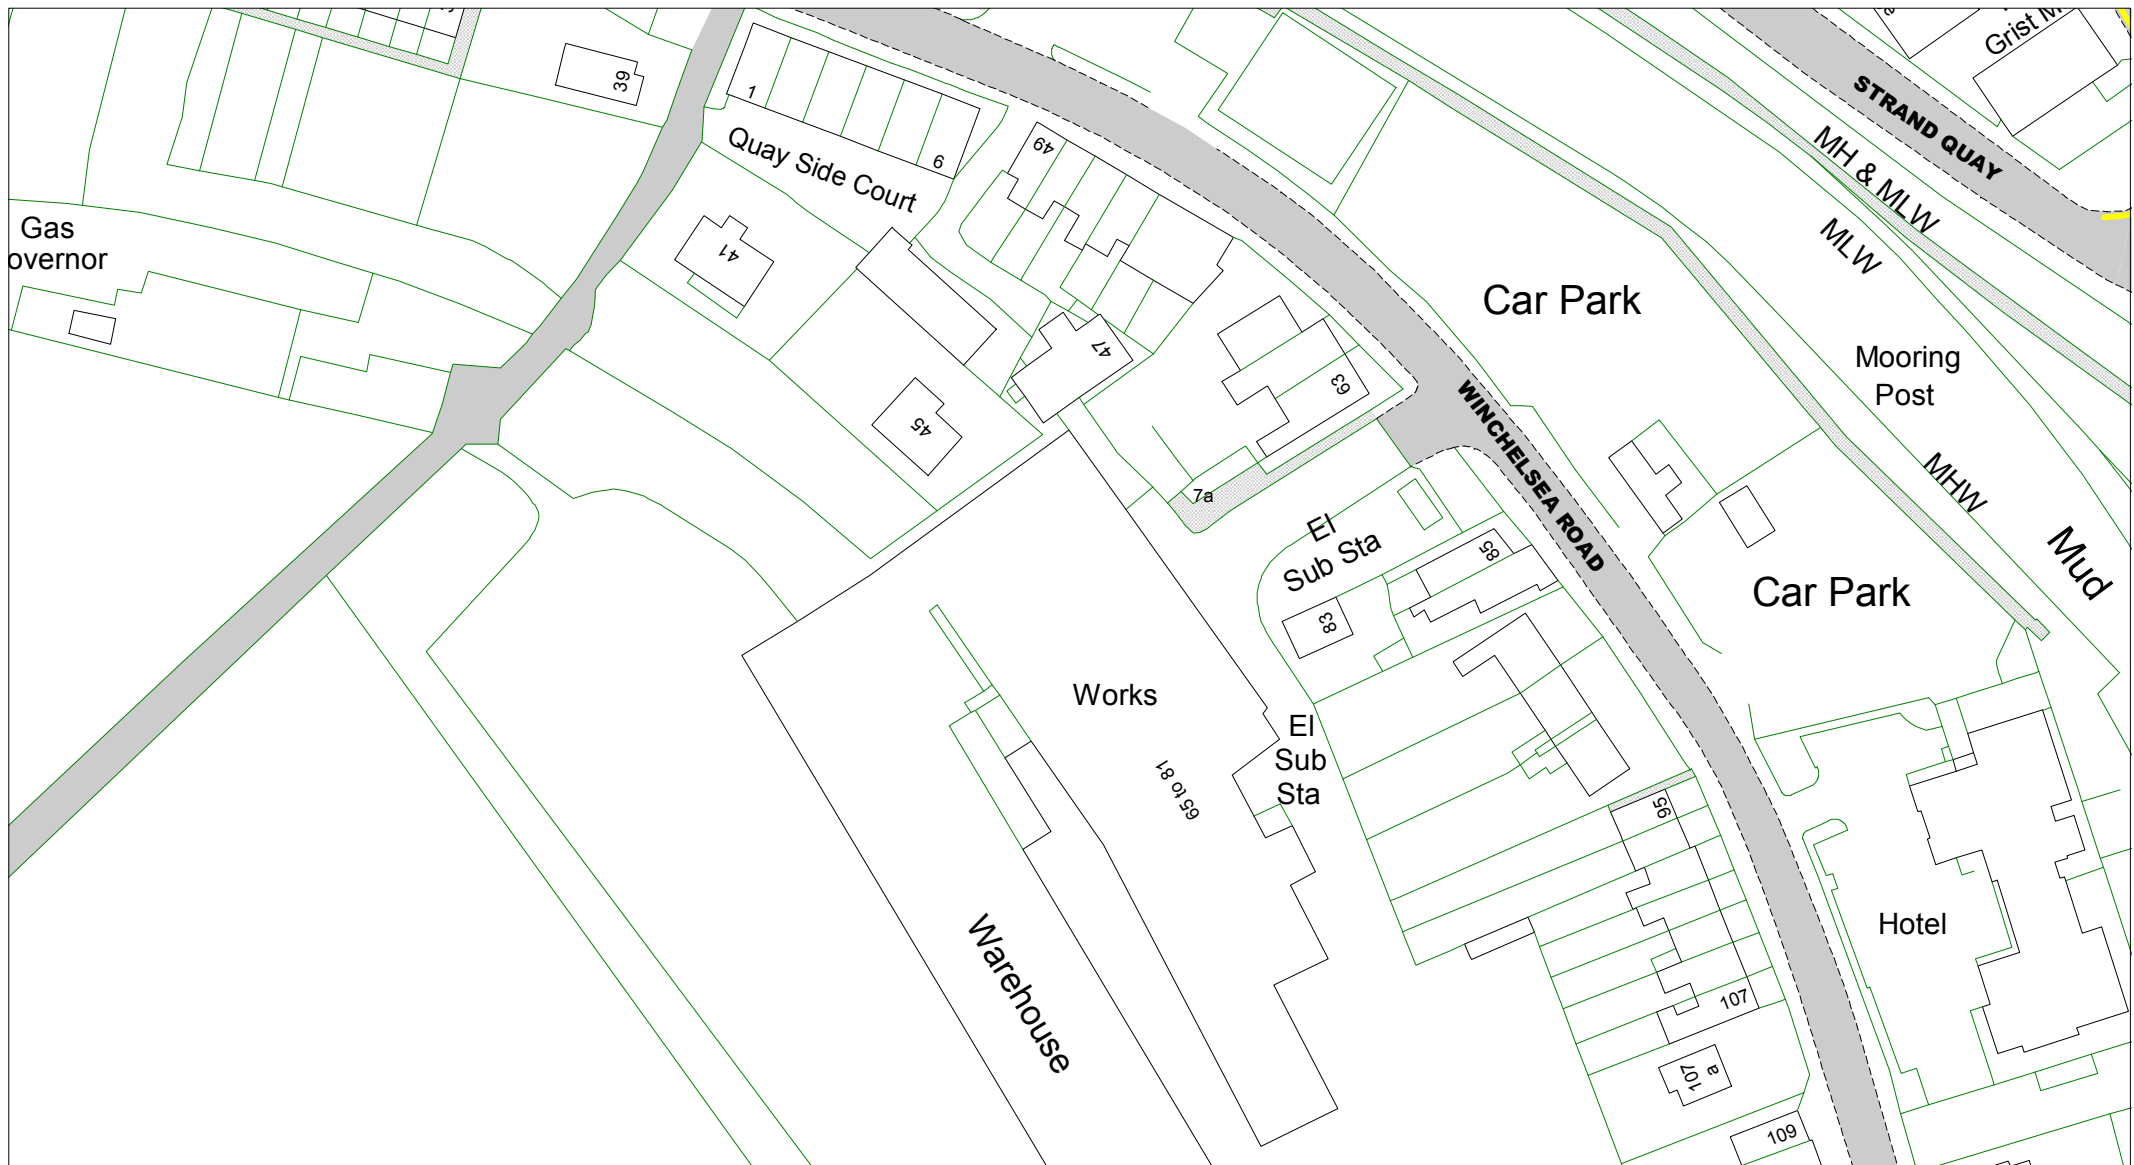 Grist M
STRAND QUAY
39
1
6
Quay Side Court
49
MH & MLW
MLW
Gas
overnor
41
47
45
63
Car Park
Mooring
Post
WINCHELSEA ROAD
MHW
Mud
7a
El
Sub Sta
85
83
Car Park
Works
65 to 81
El
Sub
Sta
95
Warehouse
Hotel
107
107
a
109